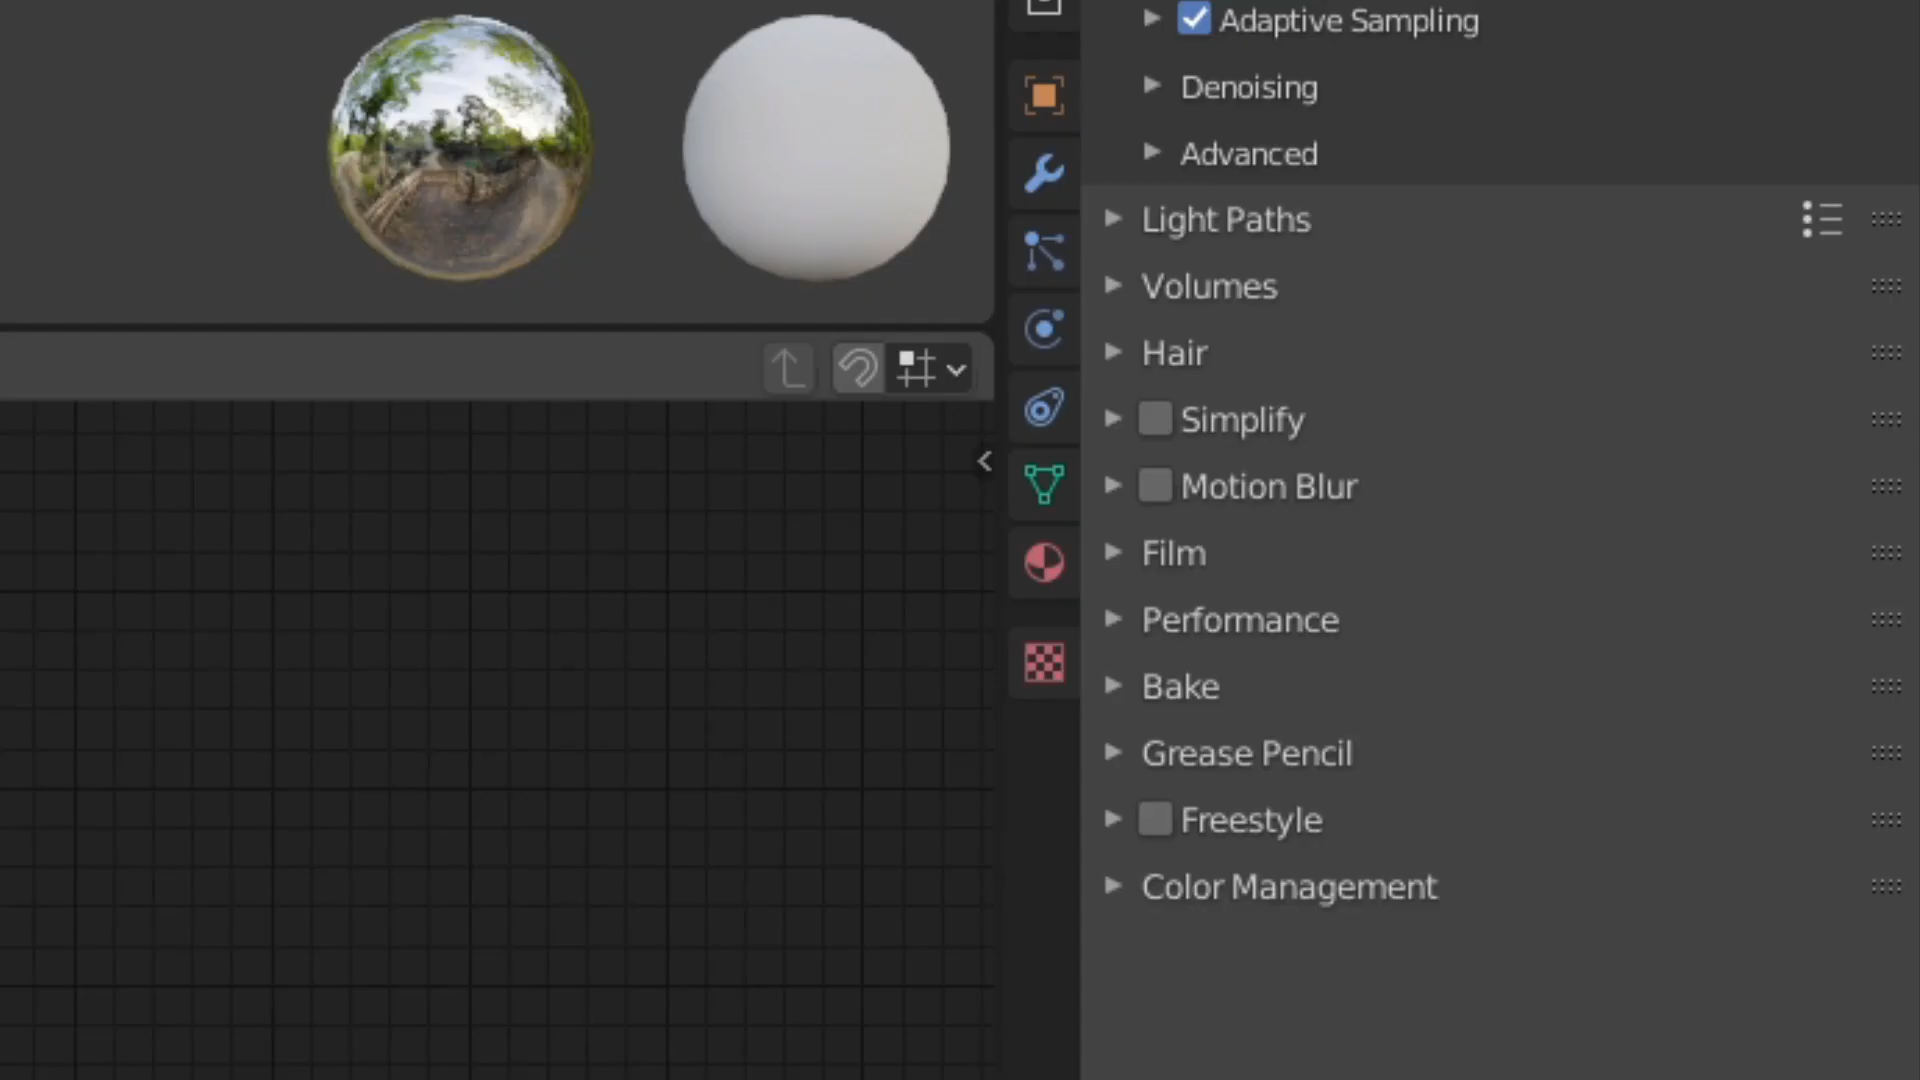 Adaptive Sampling
Denoising
Advanced
Light Paths
Volumes
Hair
Simplify
Motion Blur
Film
Performance
Bake
Grease Pencil
Freestyle
Color Management